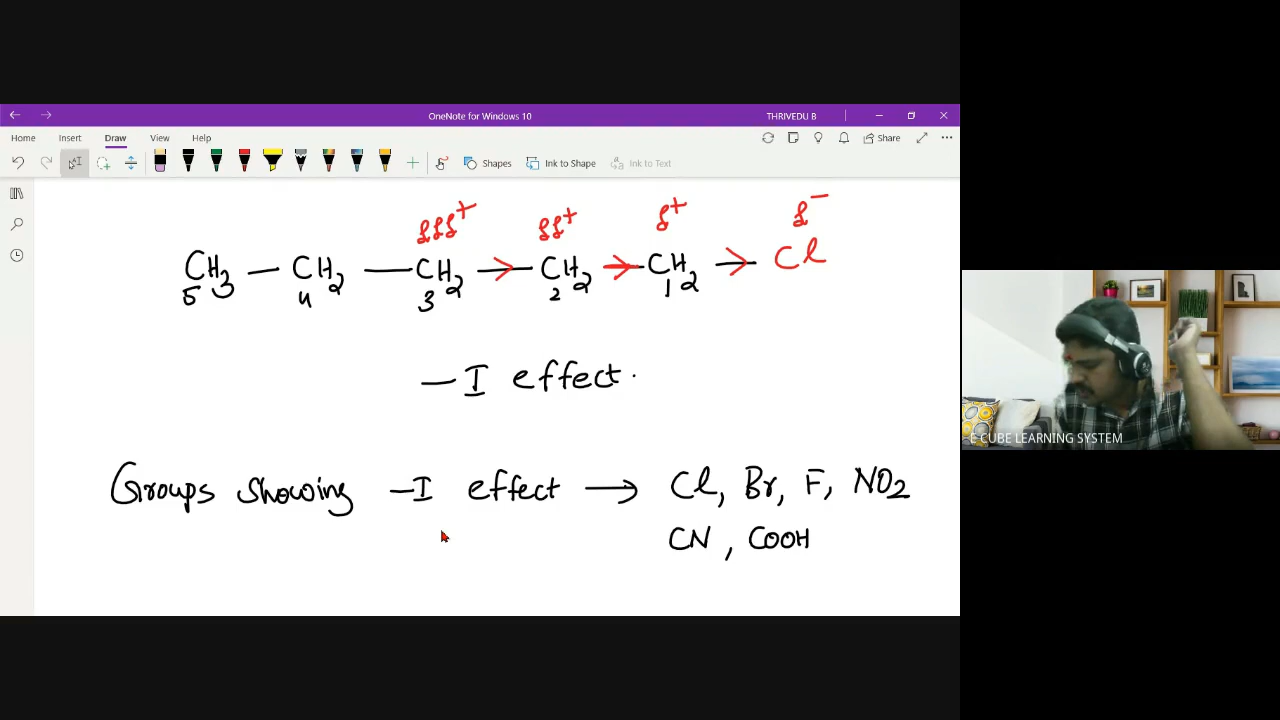 OneNote for Windows 10
THRIVEDU B
Home Insert Draw View Help
Share
Shapes Ink to Shape Ink to Text
δδδ+ δδ+ δ+ δ-
CH3 — CH2 — CH2 → CH2 → CH2 → Cl
5 4 3 2 1
— I effect.
Groups showing —I effect → Cl, Br, F, NO2
CN, COOH
E CUBE LEARNING SYSTEM